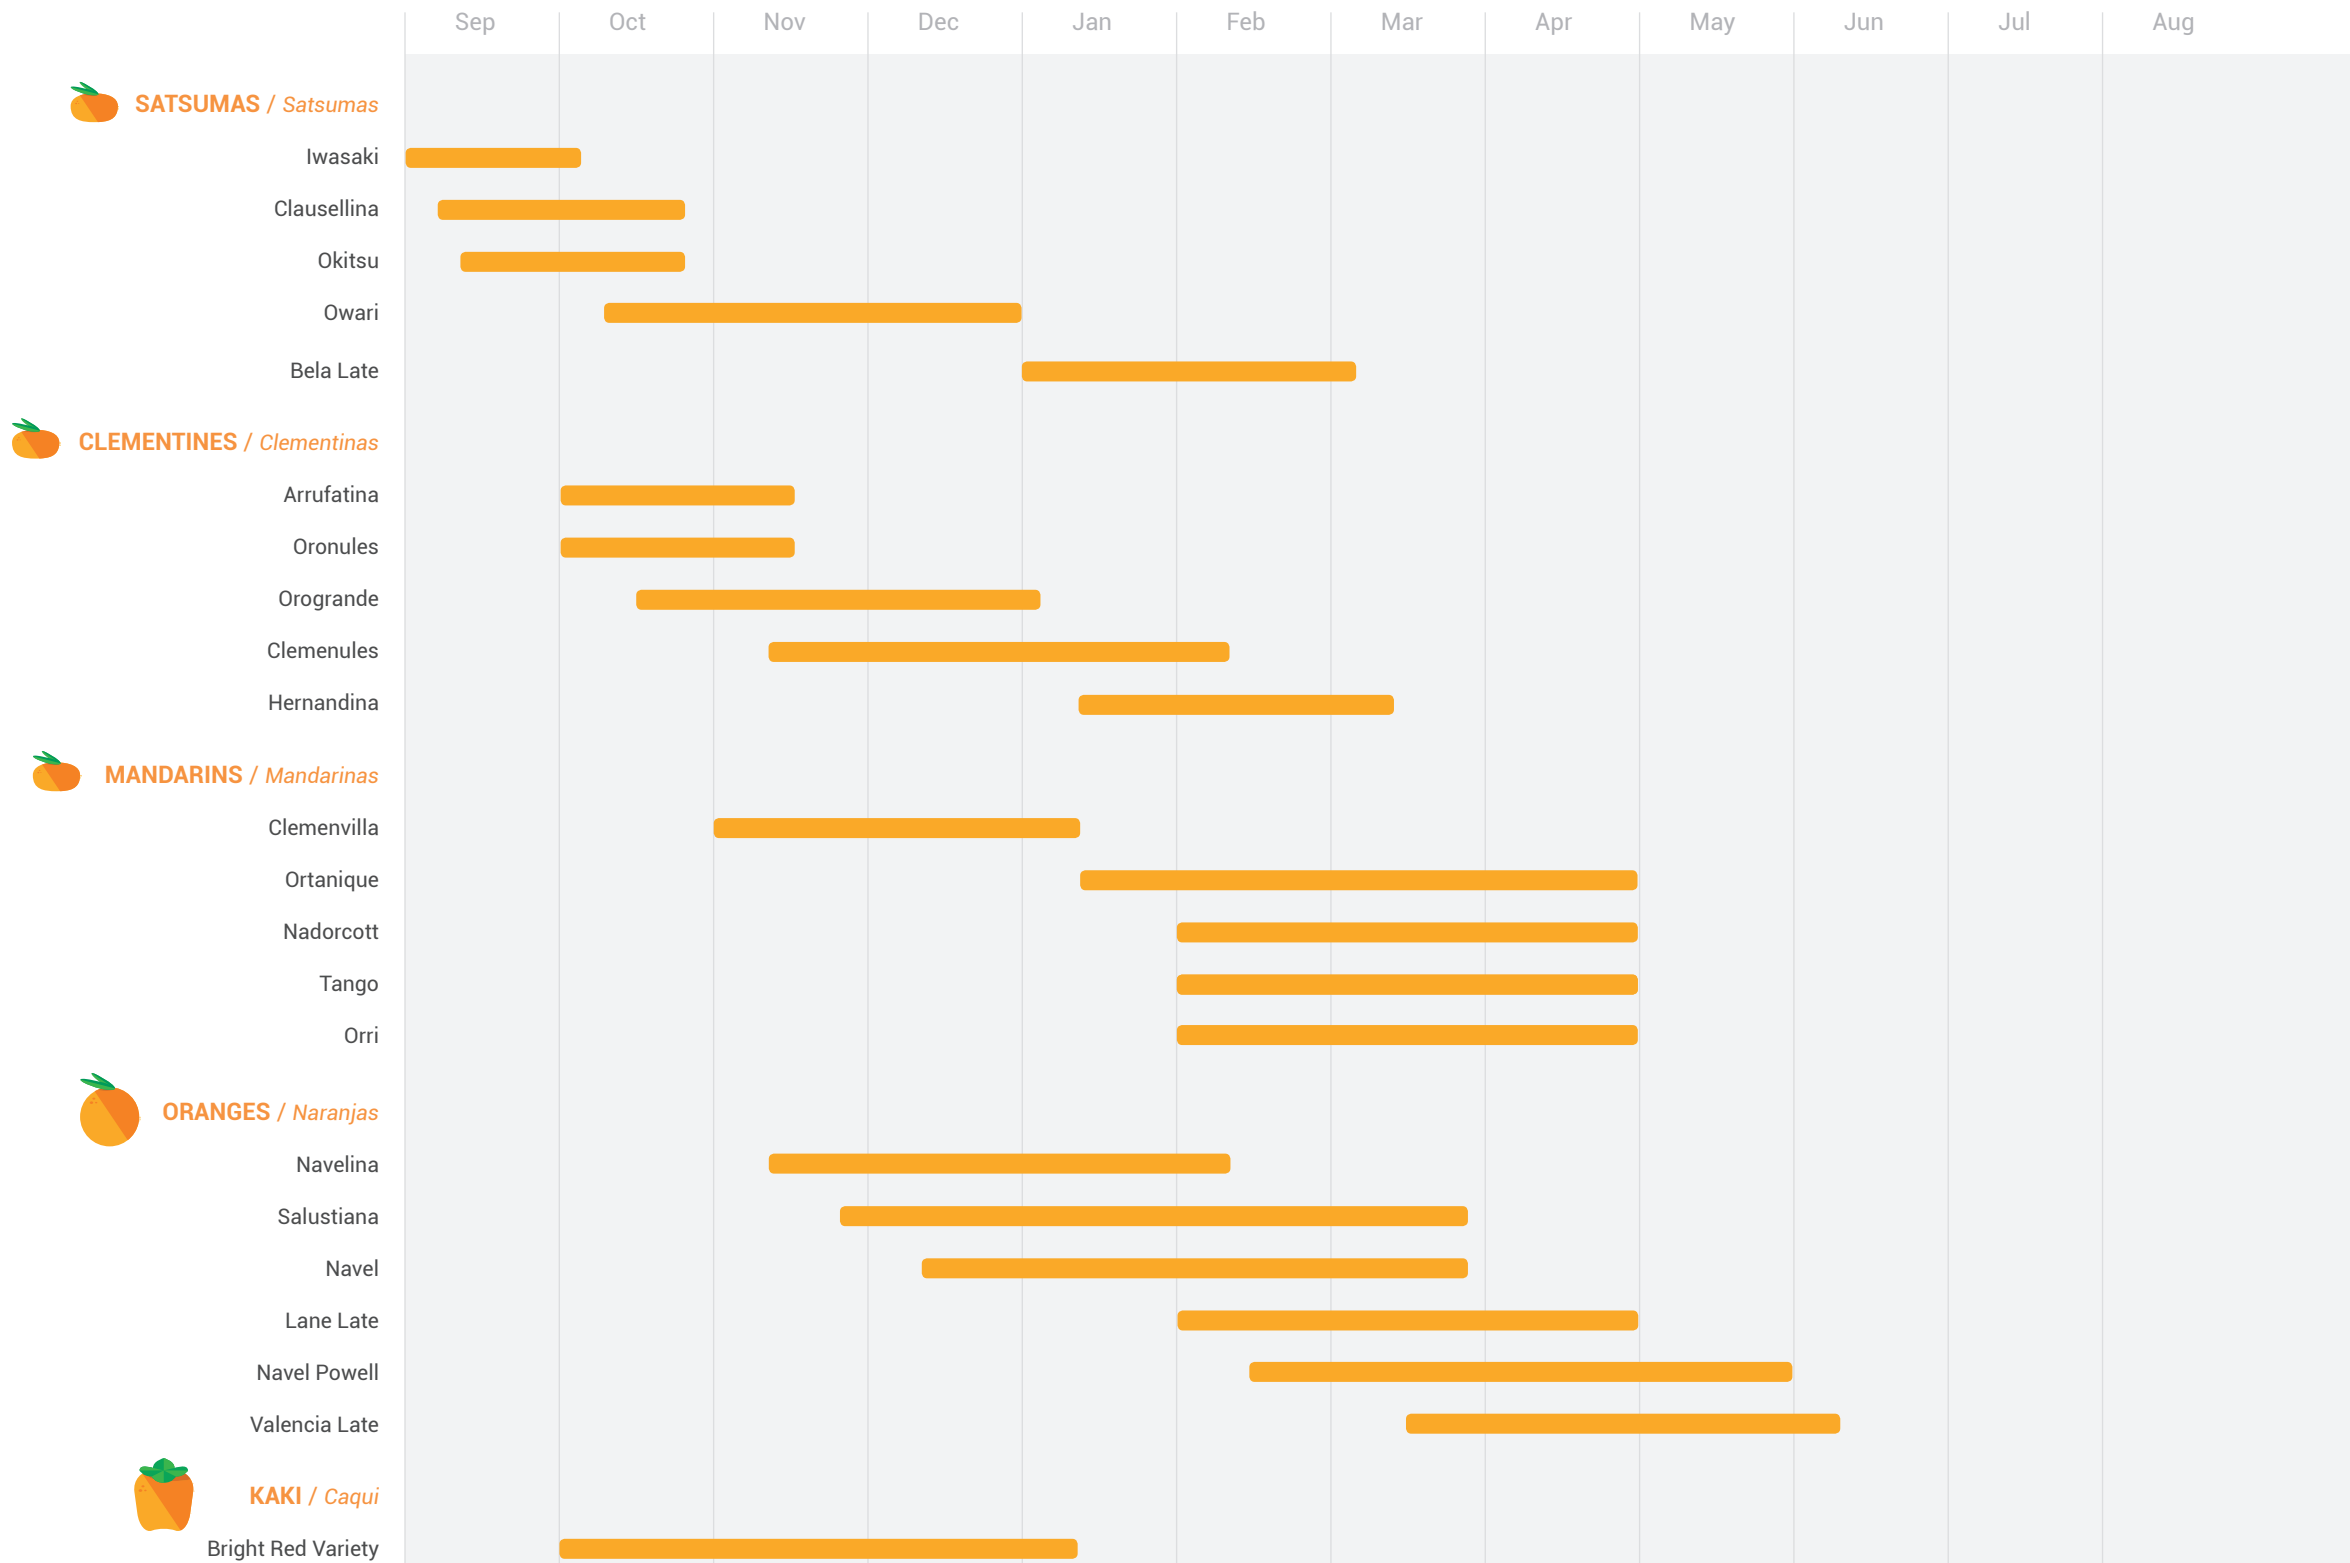 Sep Oct Nov Dec Jan Feb Mar Apr May Jun Jul Aug
SATSUMAS / Satsumas
Iwasaki
Clausellina
Okitsu
Owari
Bela Late
CLEMENTINES / Clementinas
Arrufatina
Oronules
Orogrande
Clemenules
Hernandina
MANDARINS / Mandarinas
Clemenvilla
Ortanique
Nadorcott
Tango
Orri
ORANGES / Naranjas
Navelina
Salustiana
Navel
Lane Late
Navel Powell
Valencia Late
KAKI / Caqui
Bright Red Variety